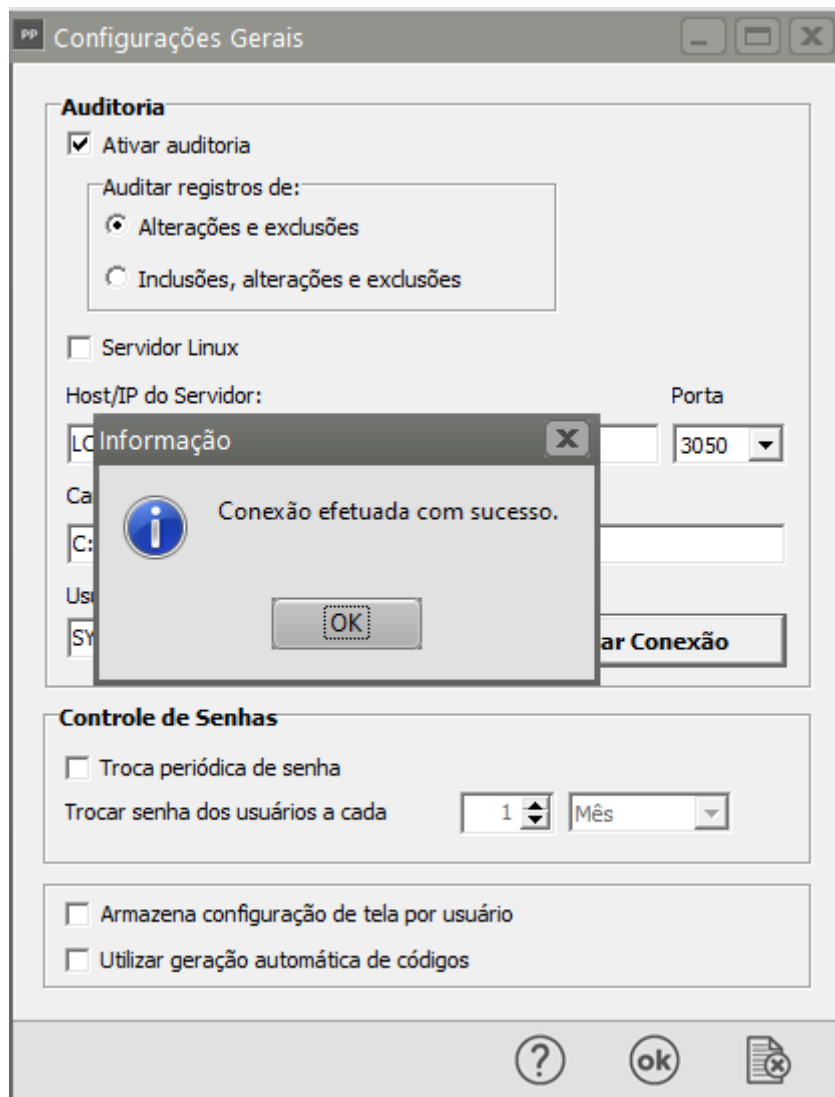 PP Configurações Gerais
Auditoria
Ativar auditoria
Auditar registros de:
Alterações e exclusões
Inclusões, alterações e exclusões
Servidor Linux
Host/IP do Servidor:
Porta
3050
Informação
Conexão efetuada com sucesso.
C:
OK
ar Conexão
Controle de Senhas
Troca periódica de senha
Trocar senha dos usuários a cada 1 Mês
Armazena configuração de tela por usuário
Utilizar geração automática de códigos
? ok